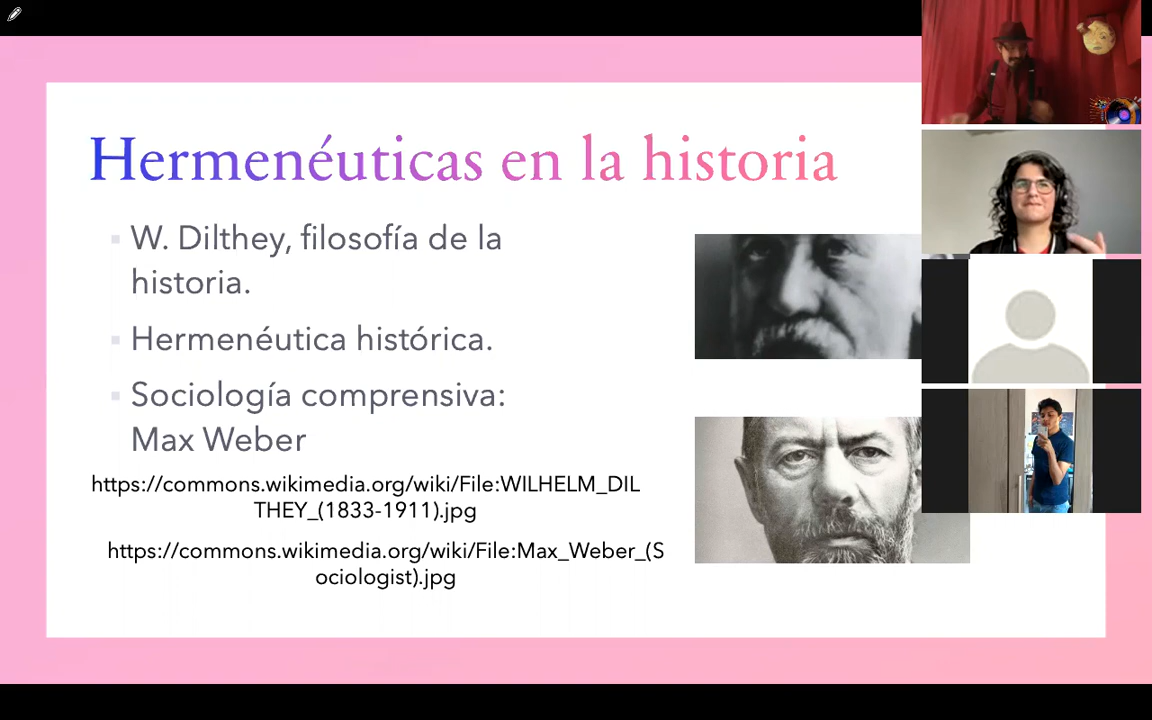 Hermenéuticas en la historia
W. Dilthey, filosofía de la
historia.
Hermenéutica histórica.
Sociología comprensiva:
Max Weber
https://commons.wikimedia.org/wiki/File:WILHELM_DIL
THEY_(1833-1911).jpg
https://commons.wikimedia.org/wiki/File:Max_Weber_(S
ociologist).jpg